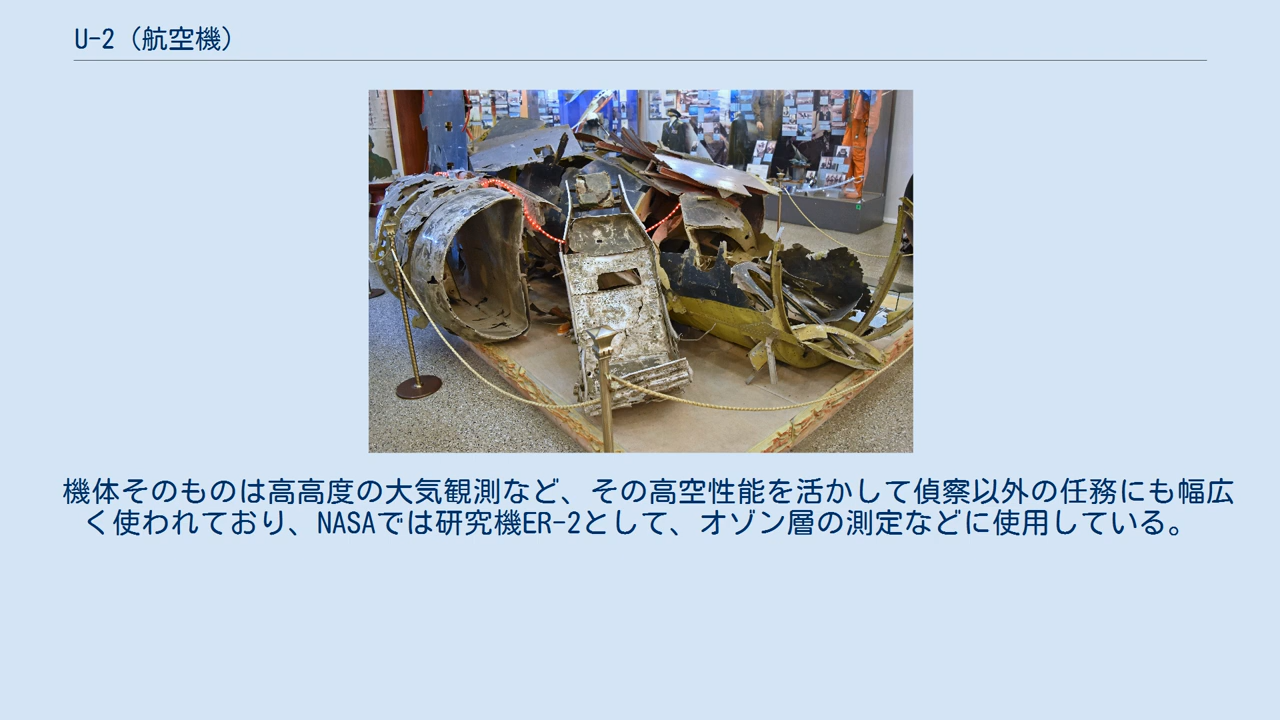 U-2（航空機）
機体そのものは高高度の大気観測など、その高空性能を活かして偵察以外の任務にも幅広
く使われており、NASAでは研究機ER-2として、オゾン層の測定などに使用している。